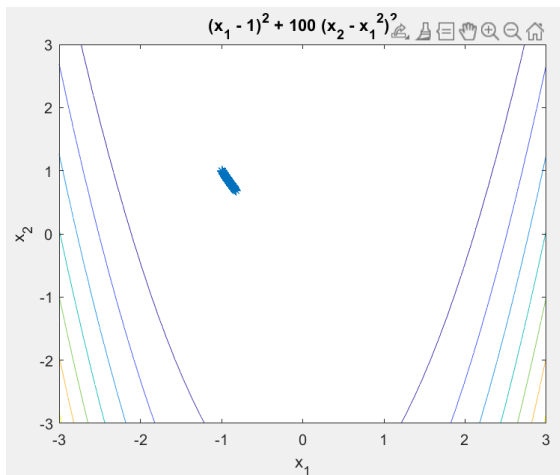 (x₁ - 1)² + 100 (x₂ - x₁²)²
3
2
1
0
-1
-2
-3
x₂
-3 -2 -1 0 1 2 3
x₁